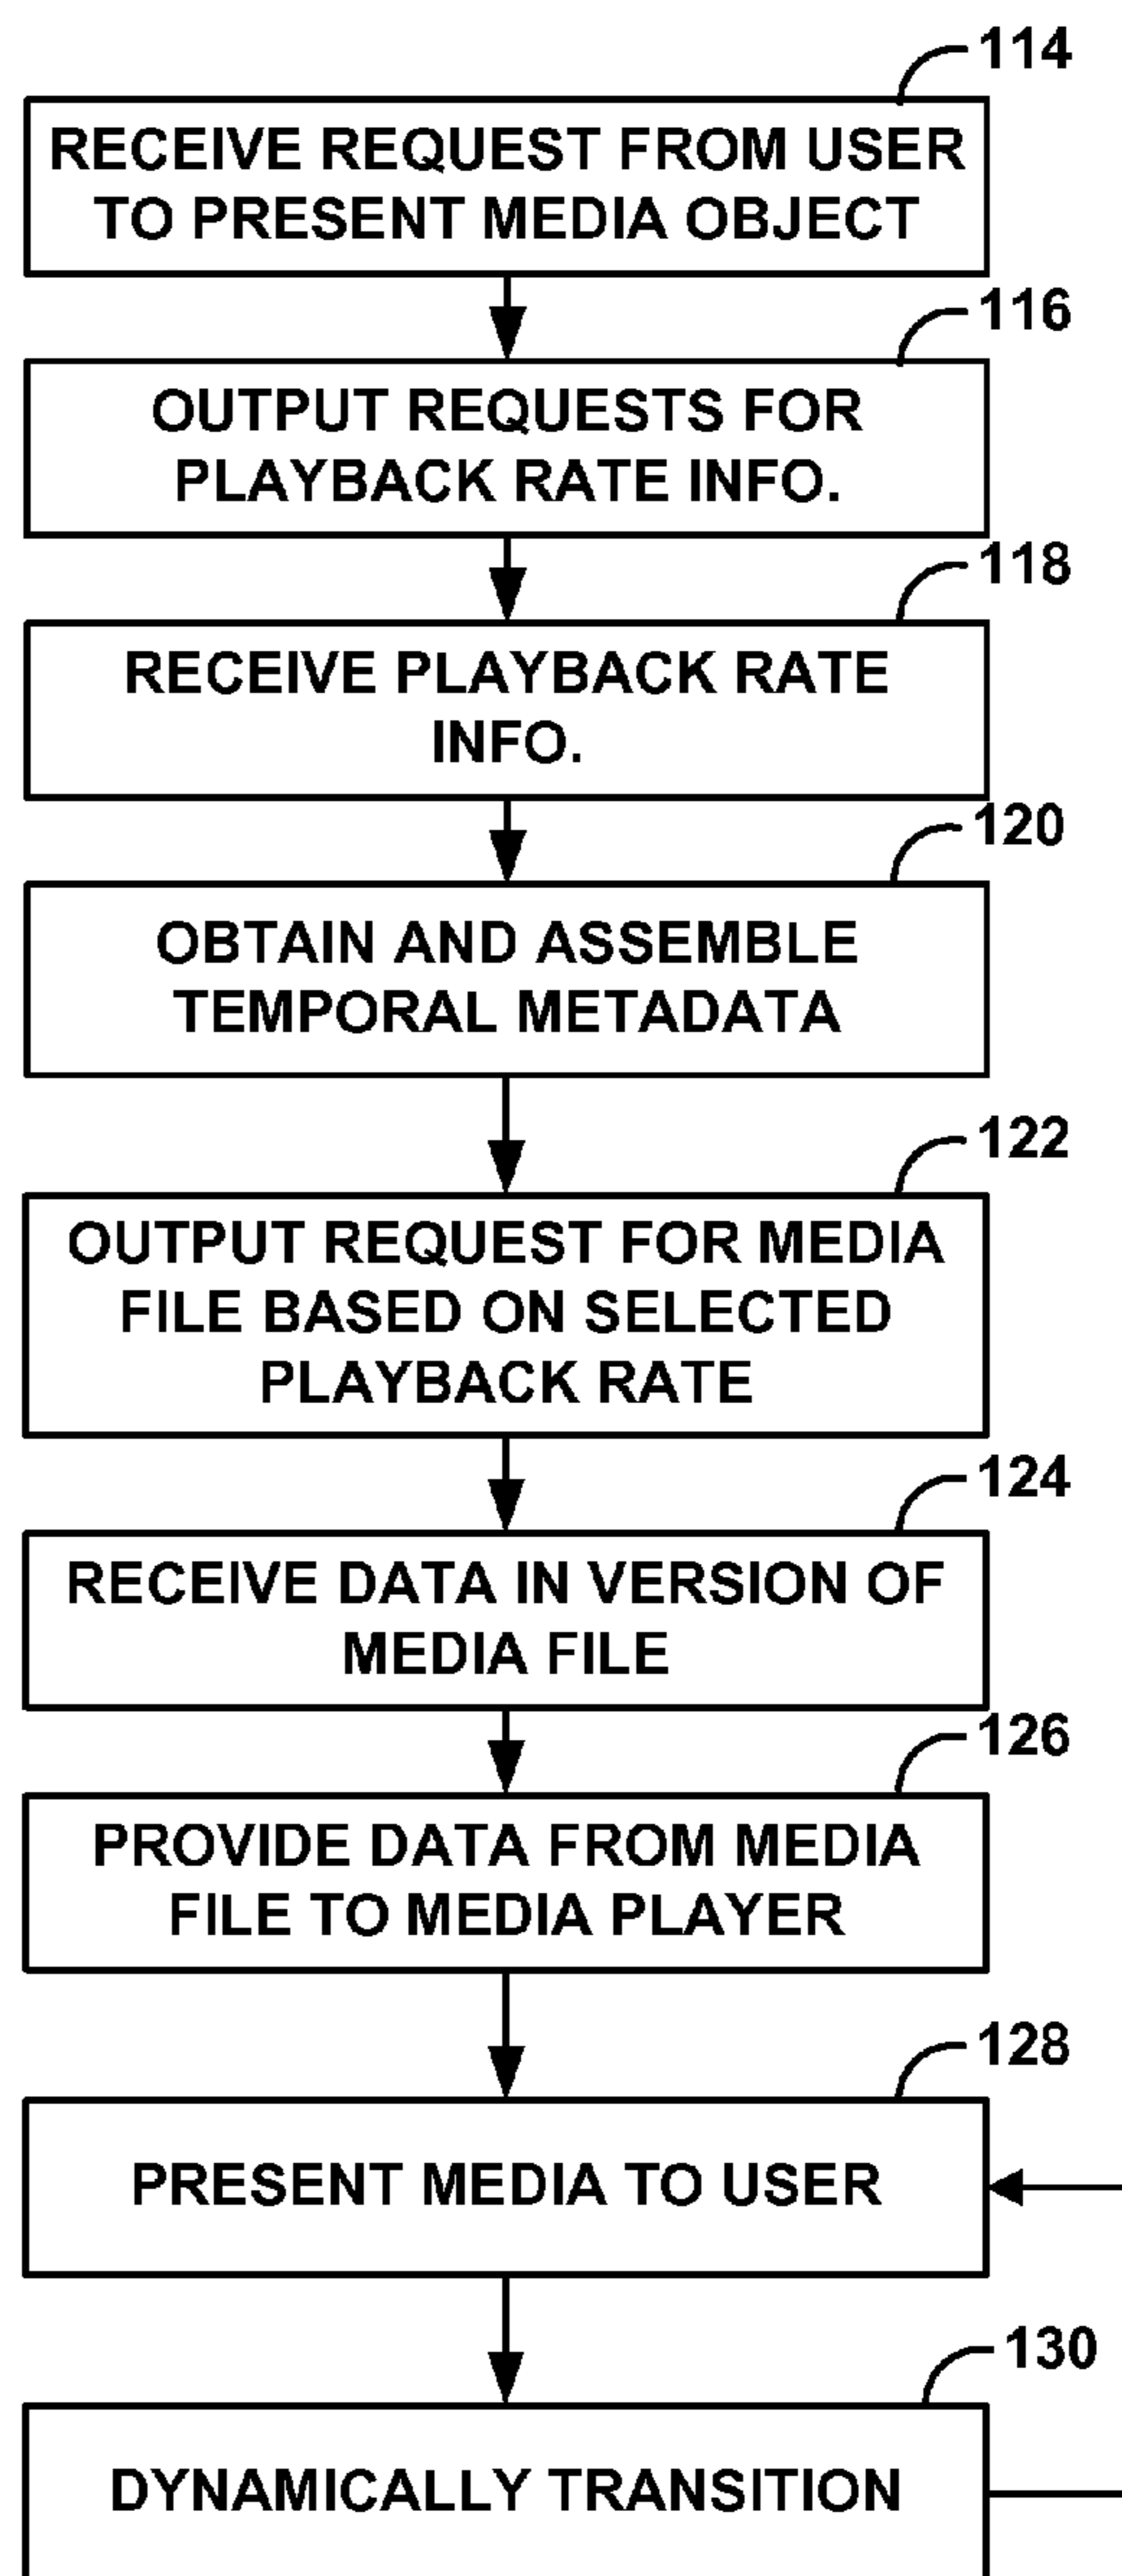 114
RECEIVE REQUEST FROM USER
TO PRESENT MEDIA OBJECT
116
OUTPUT REQUESTS FOR
PLAYBACK RATE INFO.
118
RECEIVE PLAYBACK RATE
INFO.
120
OBTAIN AND ASSEMBLE
TEMPORAL METADATA
122
OUTPUT REQUEST FOR MEDIA
FILE BASED ON SELECTED
PLAYBACK RATE
124
RECEIVE DATA IN VERSION OF
MEDIA FILE
126
PROVIDE DATA FROM MEDIA
FILE TO MEDIA PLAYER
128
PRESENT MEDIA TO USER
130
DYNAMICALLY TRANSITION